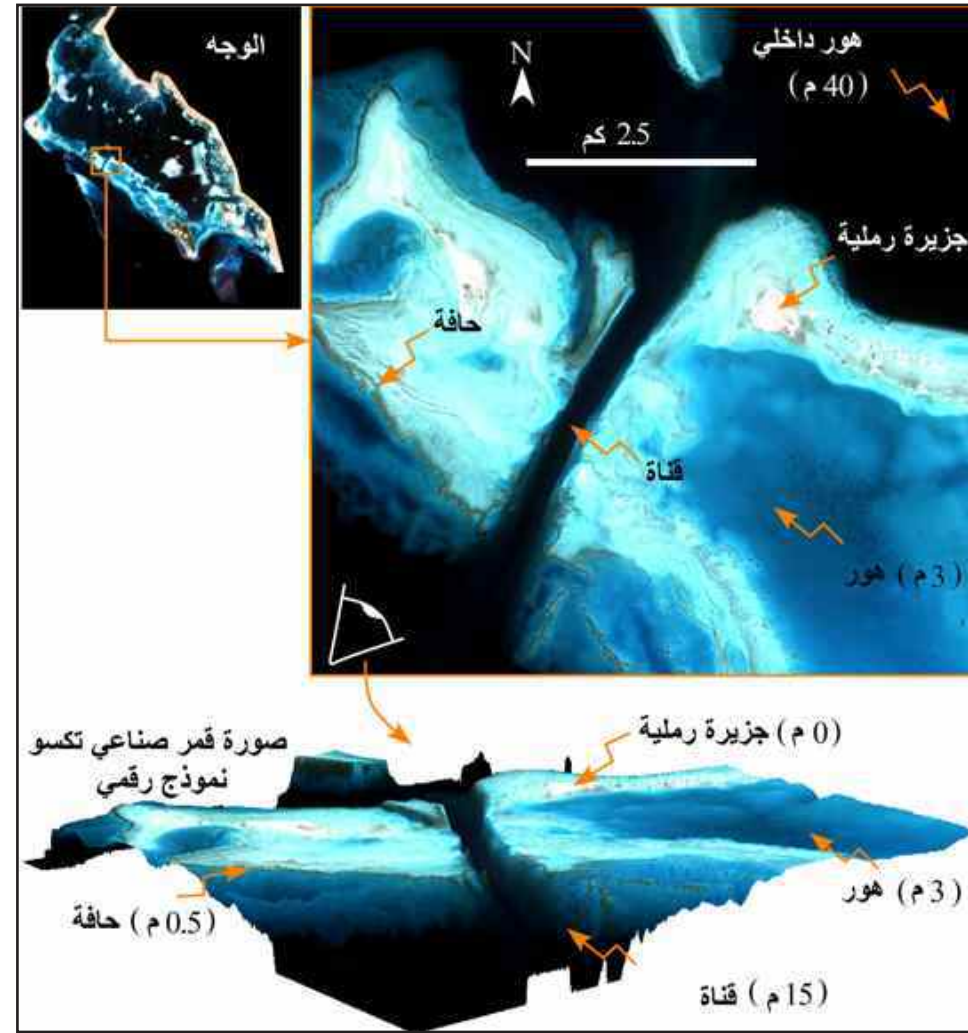 الوجه
هور داخلي
(40 م)
N
2.5 كم
جزيرة رملية
حافة
قناة
(3 م) هور
صورة قمر صناعي تكسو
نموذج رقمي
(0 م) جزيرة رملية
(3 م) هور
(0.5 م) حافة
(15 م) قناة